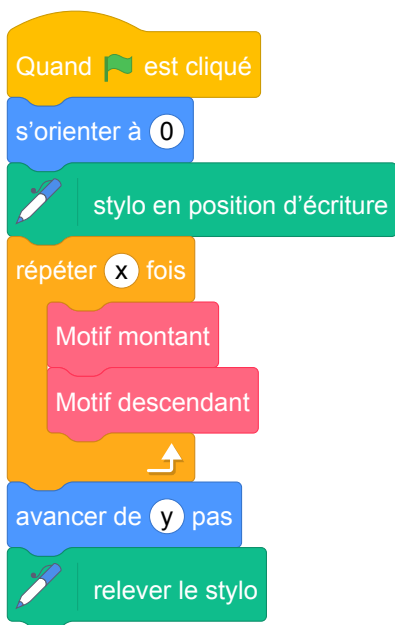 Quand est cliqué
s'orienter à 0
stylo en position d'écriture
répéter x fois
Motif montant
Motif descendant
avancer de y pas
relever le stylo